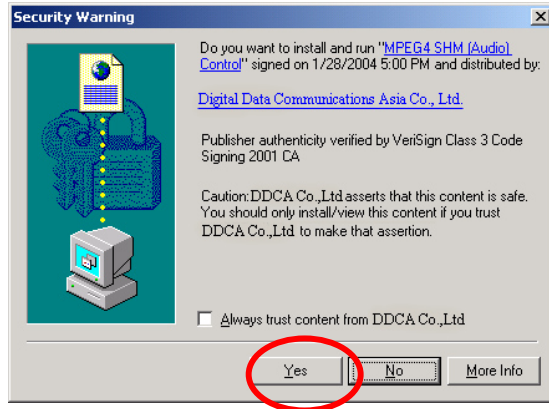 Security Warning
Do you want to install and run "MPEG4 SHM (Audio)
Control" signed on 1/28/2004 5:00 PM and distributed by:
Digital Data Communications Asia Co., Ltd.
Publisher authenticity verified by VeriSign Class 3 Code
Signing 2001 CA
Caution:DDCA Co.,Ltd asserts that this content is safe.
You should only install/view this content if you trust
DDCA Co.,Ltd to make that assertion.
Always trust content from DDCA Co.,Ltd
Yes No More Info